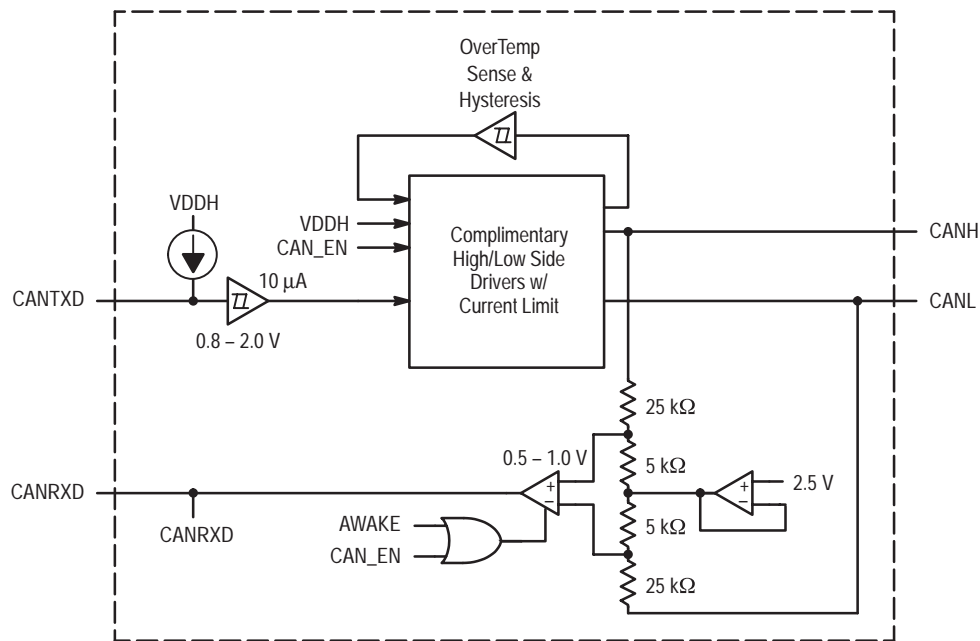 OverTemp
Sense &
Hysteresis
VDDH
VDDH
CAN_EN
Complimentary
High/Low Side
Drivers w/
Current Limit
CANH
CANL
CANTXD
10 μA
0.8 – 2.0 V
25 kΩ
0.5 – 1.0 V
5 kΩ
+
–
+
–
2.5 V
CANRXD
CANRXD
AWAKE
CAN_EN
5 kΩ
25 kΩ